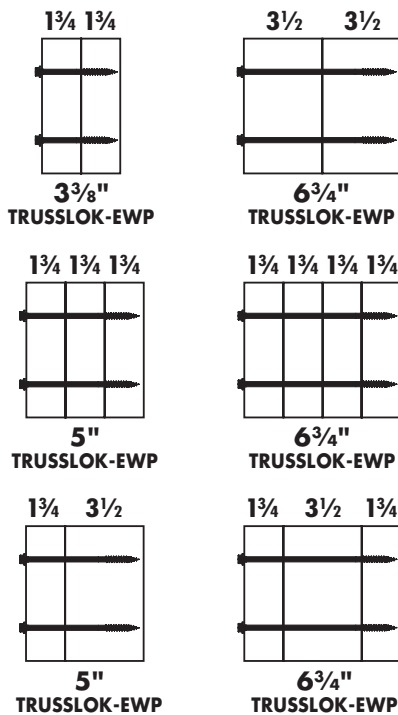 1¾ 1¾
3⅜"
TRUSSLOK-EWP
3½ 3½
6¾"
TRUSSLOK-EWP
1¾ 1¾ 1¾
5"
TRUSSLOK-EWP
1¾ 1¾ 1¾ 1¾
6¾"
TRUSSLOK-EWP
1¾ 3½
5"
TRUSSLOK-EWP
1¾ 3½ 1¾
6¾"
TRUSSLOK-EWP